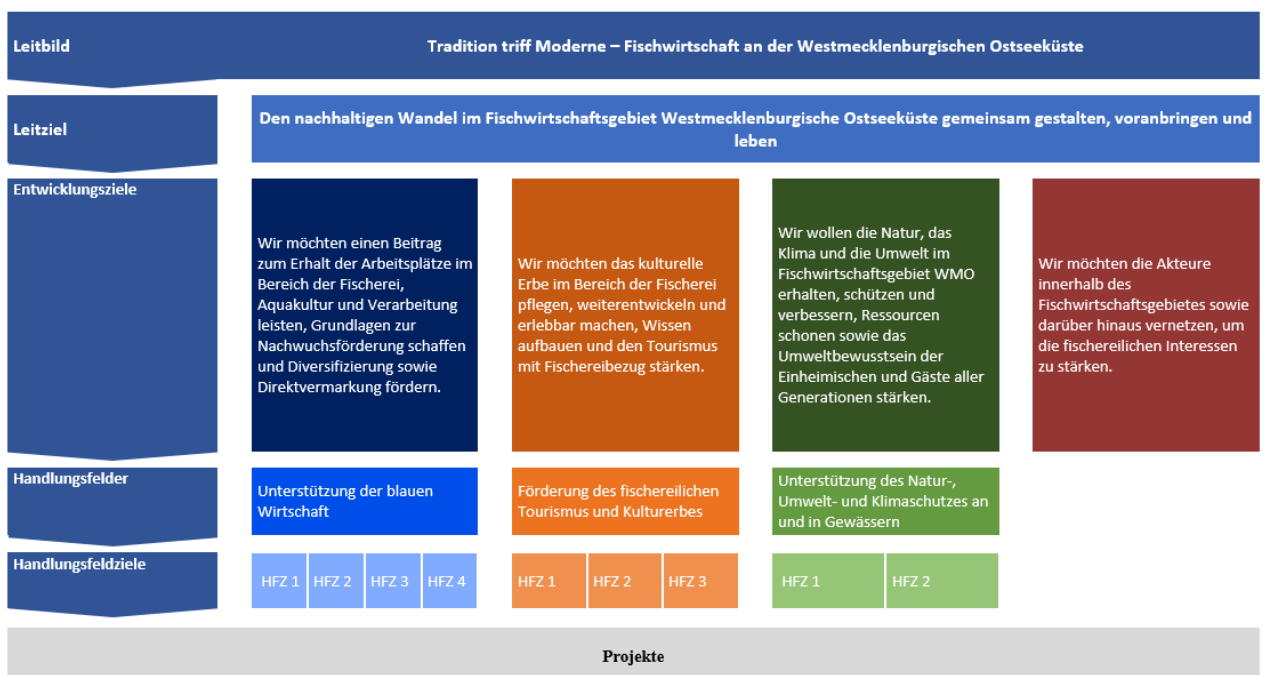 Leitbild
Tradition triff Moderne – Fischwirtschaft an der Westmecklenburgischen Ostseeküste
Leitziel
Den nachhaltigen Wandel im Fischwirtschaftsgebiet Westmecklenburgische Ostseeküste gemeinsam gestalten, voranbringen und
leben
Entwicklungsziele
Wir möchten einen Beitrag
zum Erhalt der Arbeitsplätze im
Bereich der Fischerei,
Aquakultur und Verarbeitung
leisten, Grundlagen zur
Nachwuchsförderung schaffen
und Diversifizierung sowie
Direktvermarkung fördern.
Wir möchten das kulturelle
Erbe im Bereich der Fischerei
pflegen, weiterentwickeln und
erlebbar machen, Wissen
aufbauen und den Tourismus
mit Fischereibezug stärken.
Wir wollen die Natur, das
Klima und die Umwelt im
Fischwirtschaftsgebiet WMO
erhalten, schützen und
verbessern, Ressourcen
schonen sowie das
Umweltbewusstsein der
Einheimischen und Gäste aller
Generationen stärken.
Wir möchten die Akteure
innerhalb des
Fischwirtschaftsgebietes sowie
darüber hinaus vernetzen, um
die fischereilichen Interessen
zu stärken.
Handlungsfelder
Unterstützung der blauen
Wirtschaft
Förderung des fischereilichen
Tourismus und Kulturerbes
Unterstützung des Natur-,
Umwelt- und Klimaschutzes an
und in Gewässern
Handlungsfeldziele
HFZ 1
HFZ 2
HFZ 3
HFZ 4
HFZ 1
HFZ 2
HFZ 3
HFZ 1
HFZ 2
Projekte